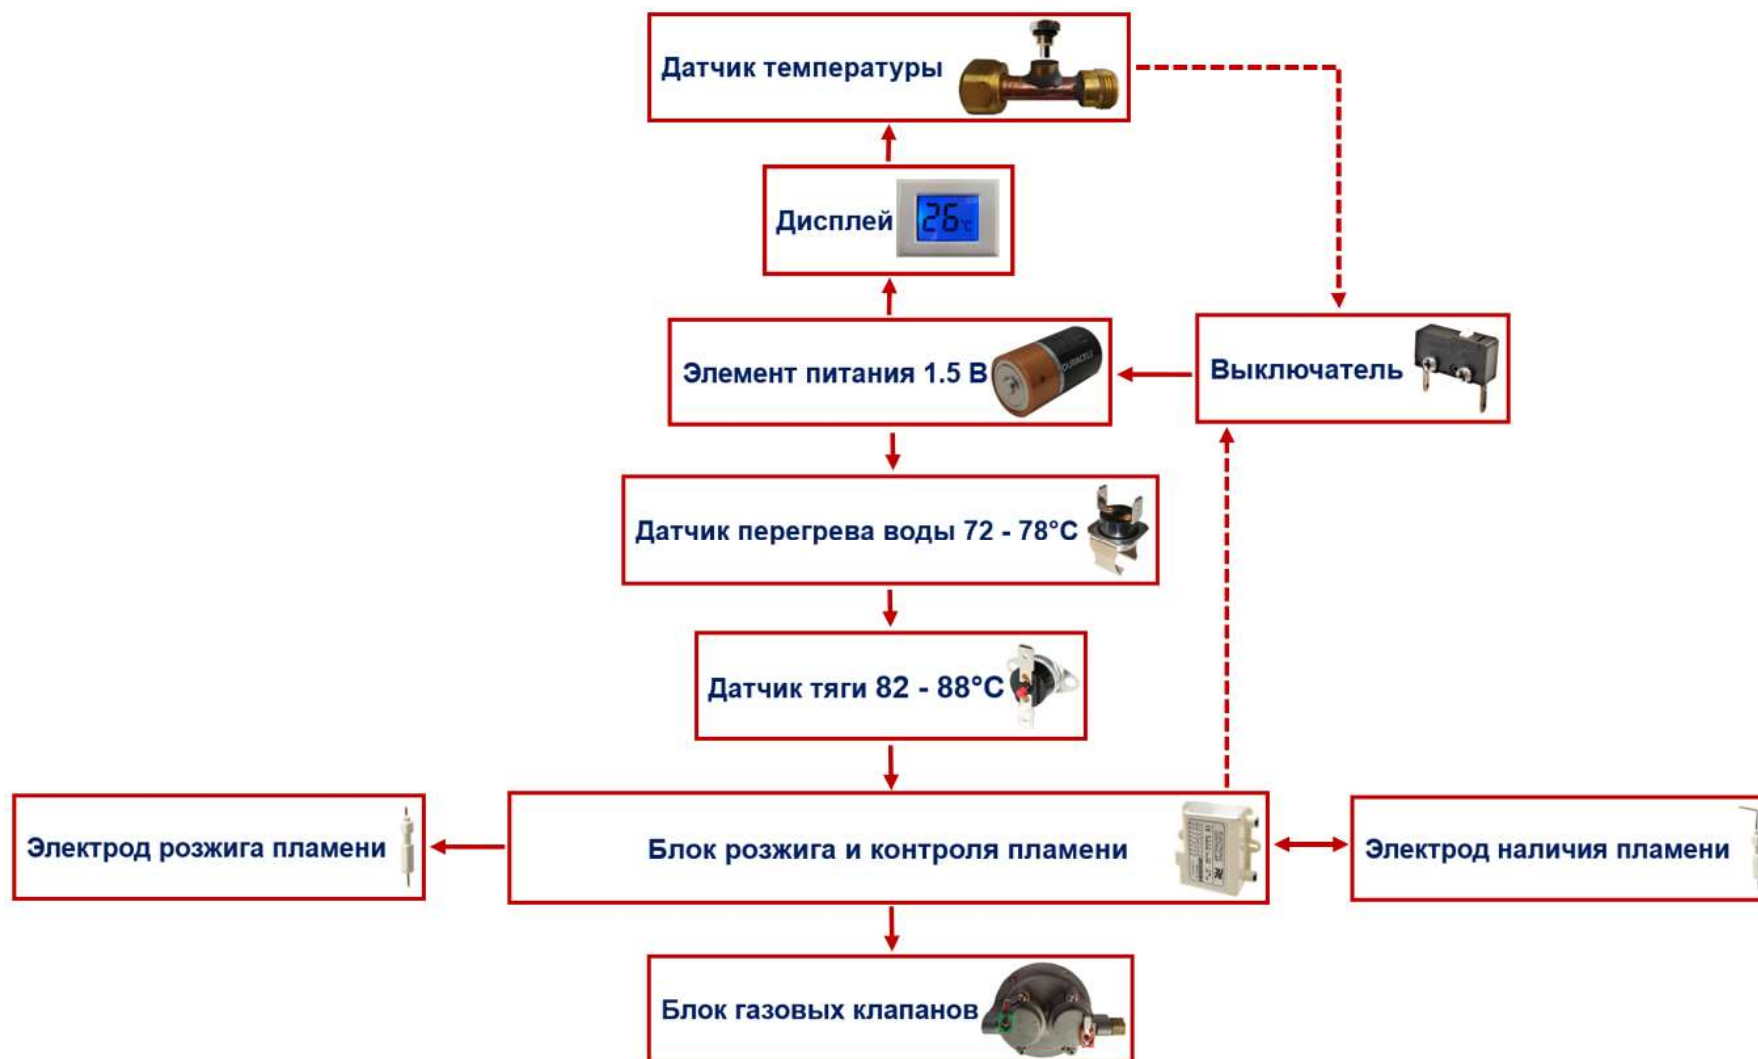 Датчик температуры
Дисплей
26°C
Элемент питания 1.5 В
DURACELL
Выключатель
Датчик перегрева воды 72 - 78°C
Датчик тяги 82 - 88°C
Электрод розжига пламени
Блок розжига и контроля пламени
Электрод наличия пламени
Блок газовых клапанов